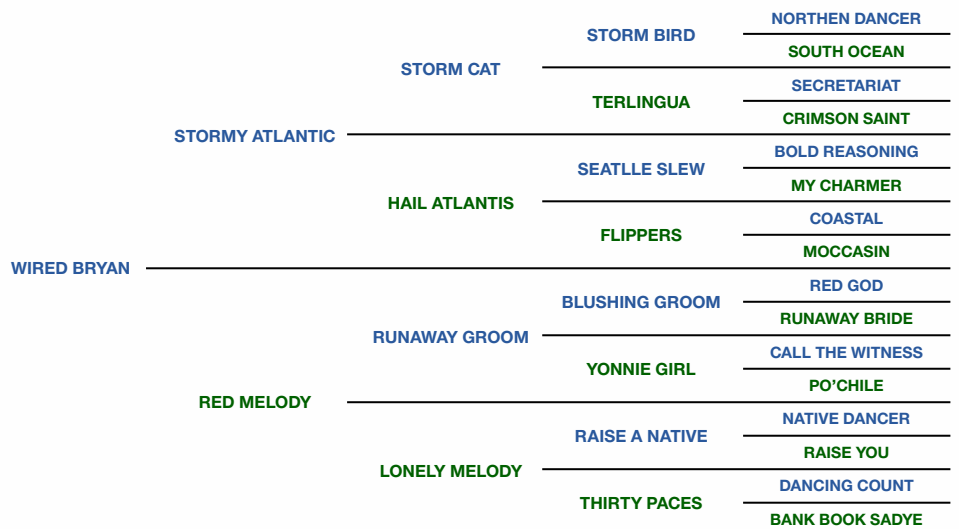 NORTHEN DANCER
STORM BIRD
SOUTH OCEAN
STORM CAT
SECRETARIAT
TERLINGUA
CRIMSON SAINT
STORMY ATLANTIC
BOLD REASONING
SEATLLE SLEW
MY CHARMER
HAIL ATLANTIS
COASTAL
FLIPPERS
MOCCASIN
WIRED BRYAN
RED GOD
BLUSHING GROOM
RUNAWAY BRIDE
RUNAWAY GROOM
CALL THE WITNESS
YONNIE GIRL
PO’CHILE
RED MELODY
NATIVE DANCER
RAISE A NATIVE
RAISE YOU
LONELY MELODY
DANCING COUNT
THIRTY PACES
BANK BOOK SADYE